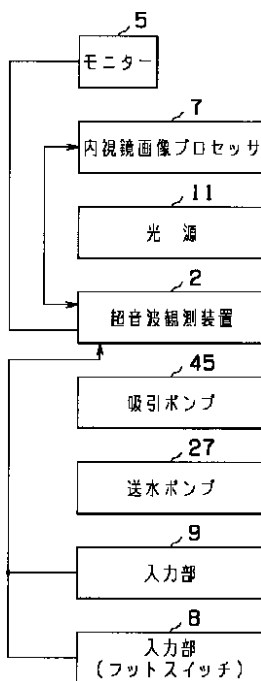 5
モニター
7
内視鏡画像プロセッサ
11
光 源
2
超音波観測装置
45
吸引ポンプ
27
送水ポンプ
9
入力部
8
入力部
(フットスイッチ)